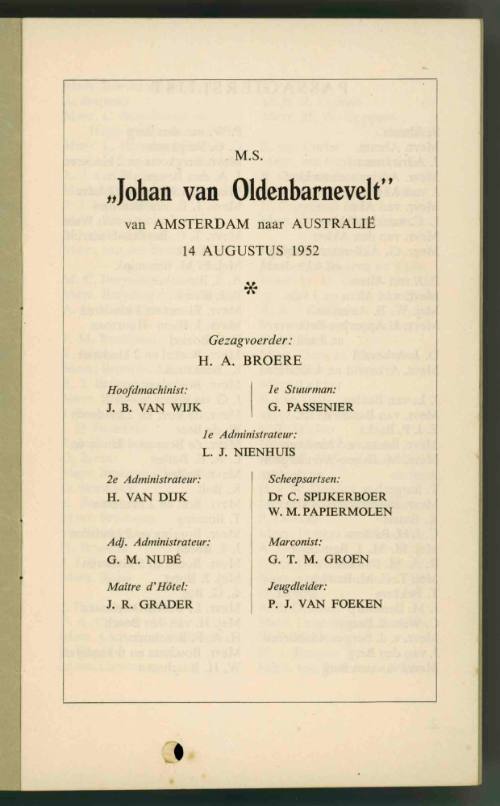 M.S.
„Johan van Oldenbarnevelt”
van AMSTERDAM naar AUSTRALIË
14 AUGUSTUS 1952
*
Gezagvoerder:
H. A. BROERE
Hoofdmachinist:
J. B. VAN WIJK
1e Stuurman:
G. PASSENIER
1e Administrateur:
L. J. NIENHUIS
2e Administrateur:
H. VAN DIJK
Scheepsartsen:
Dr C. SPIJKERBOER
W. M. PAPIERMOLEN
Adj. Administrateur:
G. M. NUBÉ
Marconist:
G. T. M. GROEN
Maître d'Hôtel:
J. R. GRADER
Jeugdleider:
P. J. VAN FOEKEN